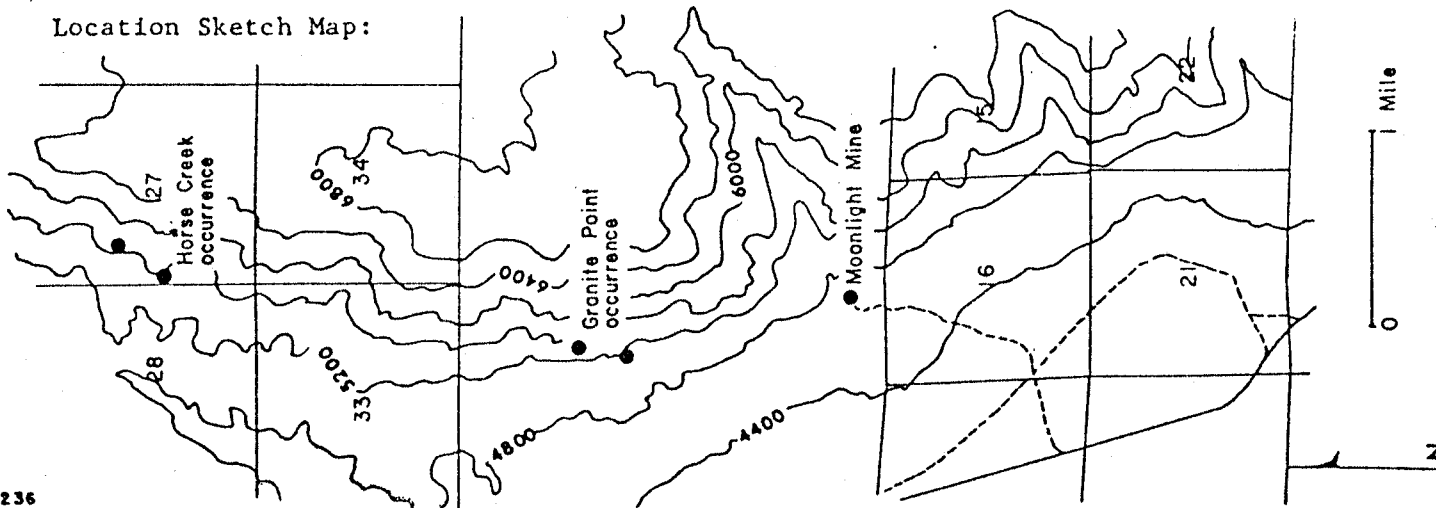 Location Sketch Map:
27
Horse Creek
occurrence
28
34
6800
33
5200
6400
4800
Granite Point
occurrence
6000
4400
Moonlight Mine
15
16
22
21
0
1 Mile
N
236